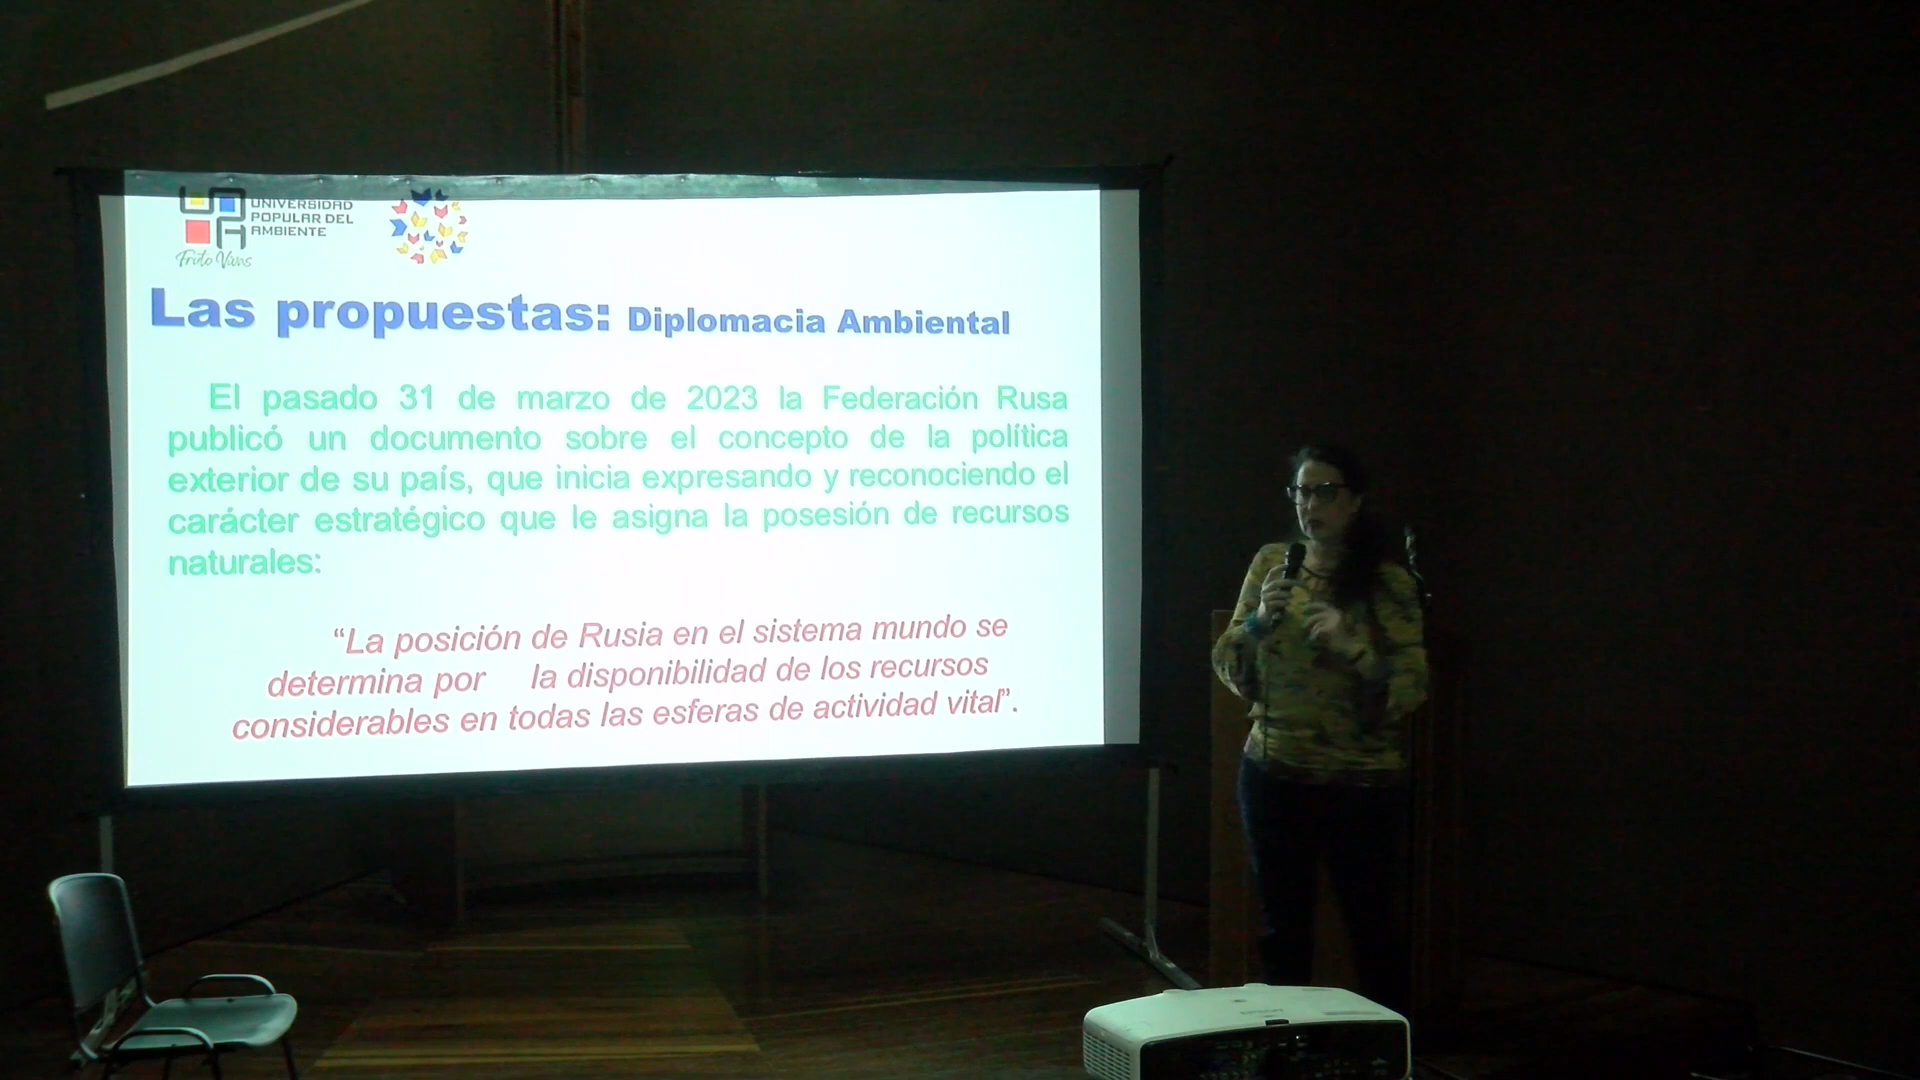 UNIVERSIDAD
POPULAR DEL
AMBIENTE
Fruto Vivas
Las propuestas: Diplomacia Ambiental
El pasado 31 de marzo de 2023 la Federación Rusa
publicó un documento sobre el concepto de la política
exterior de su país, que inicia expresando y reconociendo el
carácter estratégico que le asigna la posesión de recursos
naturales:
“La posición de Rusia en el sistema mundo se
determina por la disponibilidad de los recursos
considerables en todas las esferas de actividad vital”.
EPSON